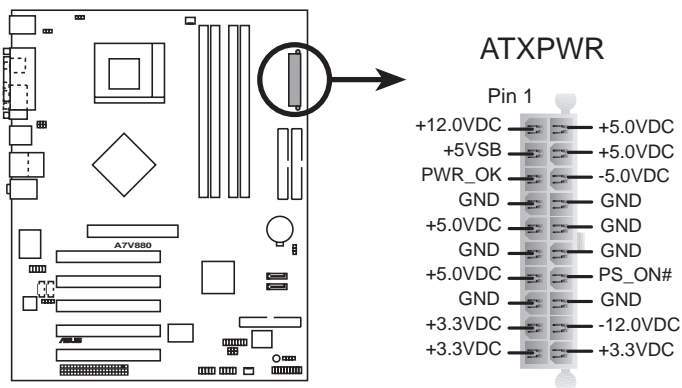 ATXPWR
Pin 1
+12.0VDC +5.0VDC
+5VSB +5.0VDC
PWR_OK -5.0VDC
GND GND
+5.0VDC GND
GND GND
+5.0VDC PS_ON#
GND GND
+3.3VDC -12.0VDC
+3.3VDC +3.3VDC
A7V880
ASUS